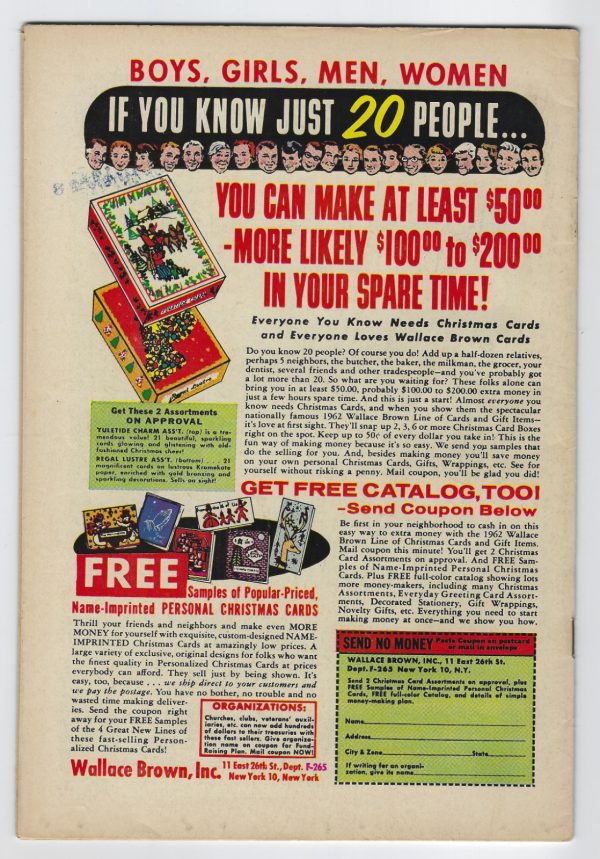 BOYS, GIRLS, MEN, WOMEN
IF YOU KNOW JUST 20 PEOPLE...
YOU CAN MAKE AT LEAST $50⁰⁰
-MORE LIKELY $100⁰⁰ to $200⁰⁰
IN YOUR SPARE TIME!
Everyone You Know Needs Christmas Cards
and Everyone Loves Wallace Brown Cards
Do you know 20 people? Of course you do! Add up a half-dozen relatives,
perhaps 5 neighbors, the butcher, the baker, the milkman, the grocer, your
dentist, several friends and other tradespeople—and you've probably got
a lot more than 20. So what are you waiting for? These folks alone can
bring you in at least $50.00, probably $100.00 to $200.00 extra money in
just a few hours spare time. And this is just a start! Almost everyone you
know needs Christmas Cards, and when you show them the spectacular
nationally famous 1962 Wallace Brown Line of Cards and Gift Items—
it's love at first sight. They'll snap up 2, 3, 6 or more Christmas Card Boxes
right on the spot. Keep up to 50¢ of every dollar you take in! This is the
fun way of making money because it's so easy. We send you samples that
do the selling for you. And, besides making money you'll save money
on your own personal Christmas Cards, Gifts, Wrappings, etc. See for
yourself without risking a penny. Mail coupon, you'll be glad you did!
Get These 2 Assortments
ON APPROVAL
YULETIDE CHARM ASS'T. (top) is a tre-
mendous value! 21 beautiful, sparkling
cards glowing and glistening with old-
fashioned Christmas cheer!
REGAL LUSTRE ASS'T. (bottom) . . . 21
magnificent cards on lustrous Kromekote
paper, enriched with gold bronzing and
sparkling decorations. Sells on sight!
GET FREE CATALOG, TOO!
-Send Coupon Below
Be first in your neighborhood to cash in on this
easy way to extra money with the 1962 Wallace
Brown Line of Christmas Cards and Gift Items.
Mail coupon this minute! You'll get 2 Christmas
Card Assortments on approval. And FREE Sam-
ples of Name-Imprinted Personal Christmas
Cards. Plus FREE full-color catalog showing lots
more money-makers, including many Christmas
Assortments, Everyday Greeting Card Assort-
ments, Decorated Stationery, Gift Wrappings,
Novelty Gifts, etc. Everything you need to start
making money at once—and we show you how.
FREE Samples of Popular-Priced,
Name-Imprinted PERSONAL CHRISTMAS CARDS
Thrill your friends and neighbors and make even MORE
MONEY for yourself with exquisite, custom-designed NAME-
IMPRINTED Christmas Cards at amazingly low prices. A
large variety of exclusive, original designs for folks who want
the finest quality in Personalized Christmas Cards at prices
everybody can afford. They sell just by being shown. It's
easy, too, because . . . we ship direct to your customers and
we pay the postage. You have no bother, no trouble and no
wasted time making deliver-
ies. Send the coupon right
away for your FREE Samples
of the 4 Great New Lines of
these fast-selling Person-
alized Christmas Cards!
ORGANIZATIONS:
Churches, clubs, veterans' auxil-
iaries, etc. can now add hundreds
of dollars to their treasuries with
these fast sellers. Give organiza-
tion name on coupon for Fund-
Raising Plan. Mail coupon NOW!
Wallace Brown, Inc. 11 East 26th St., Dept. F-265
New York 10, New York
SEND NO MONEY Paste Coupon on postcard
or mail in envelope
WALLACE BROWN, INC. 11 East 26th St.
Dept. F-265 New York 10, N.Y.
Send 2 Christmas Card Assortments on approval, plus
FREE Samples of Name-Imprinted Personal Christmas
Cards, FREE full-color Catalog, and details of simple
money-making plan.
Name
Address
City & Zone State
If writing for an organi-
zation, give its name